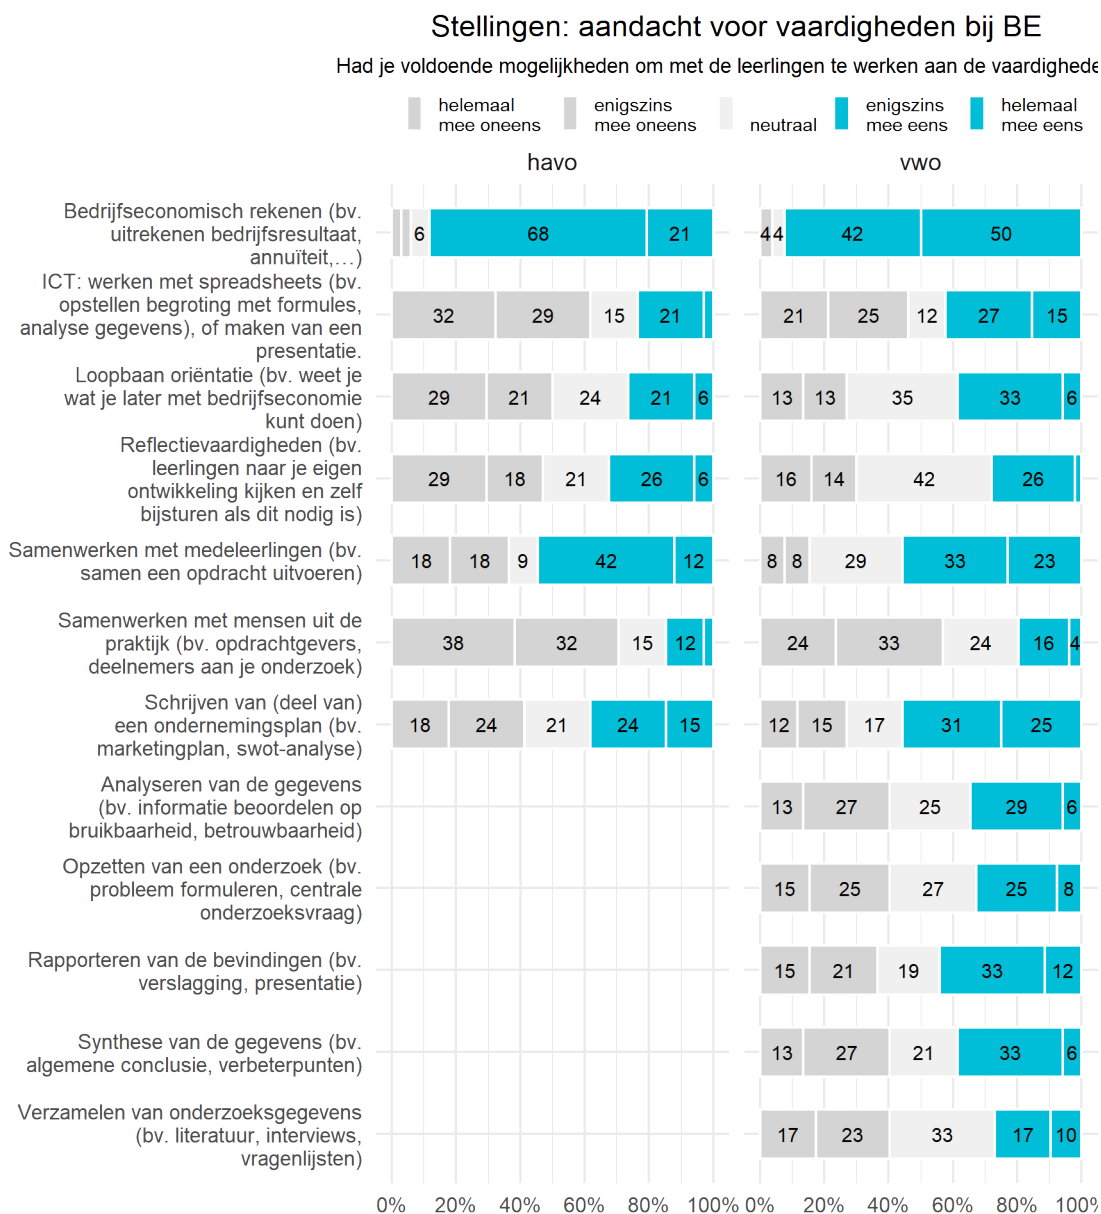 Stellingen: aandacht voor vaardigheden bij BE
Had je voldoende mogelijkheden om met de leerlingen te werken aan de vaardighede
helemaal
mee oneens
enigszins
mee oneens
neutraal
enigszins
mee eens
helemaal
mee eens
havo
vwo
Bedrijfseconomisch rekenen (bv.
uitrekenen bedrijfsresultaat,
annuïteit,…)
6 68 21
4 4 42 50
ICT: werken met spreadsheets (bv.
opstellen begroting met formules,
analyse gegevens), of maken van een
presentatie.
32 29 15 21
21 25 12 27 15
Loopbaan oriëntatie (bv. weet je
wat je later met bedrijfseconomie
kunt doen)
29 21 24 21 6
13 13 35 33 6
Reflectievaardigheden (bv.
leerlingen naar je eigen
ontwikkeling kijken en zelf
bijsturen als dit nodig is)
29 18 21 26 6
16 14 42 26
Samenwerken met medeleerlingen (bv.
samen een opdracht uitvoeren)
18 18 9 42 12
8 8 29 33 23
Samenwerken met mensen uit de
praktijk (bv. opdrachtgevers,
deelnemers aan je onderzoek)
38 32 15 12
24 33 24 16 4
Schrijven van (deel van)
een ondernemingsplan (bv.
marketingplan, swot-analyse)
18 24 21 24 15
12 15 17 31 25
Analyseren van de gegevens
(bv. informatie beoordelen op
bruikbaarheid, betrouwbaarheid)
13 27 25 29 6
Opzetten van een onderzoek (bv.
probleem formuleren, centrale
onderzoeksvraag)
15 25 27 25 8
Rapporteren van de bevindingen (bv.
verslagging, presentatie)
15 21 19 33 12
Synthese van de gegevens (bv.
algemene conclusie, verbeterpunten)
13 27 21 33 6
Verzamelen van onderzoeksgegevens
(bv. literatuur, interviews,
vragenlijsten)
17 23 33 17 10
0% 20% 40% 60% 80% 100%
0% 20% 40% 60% 80% 100%